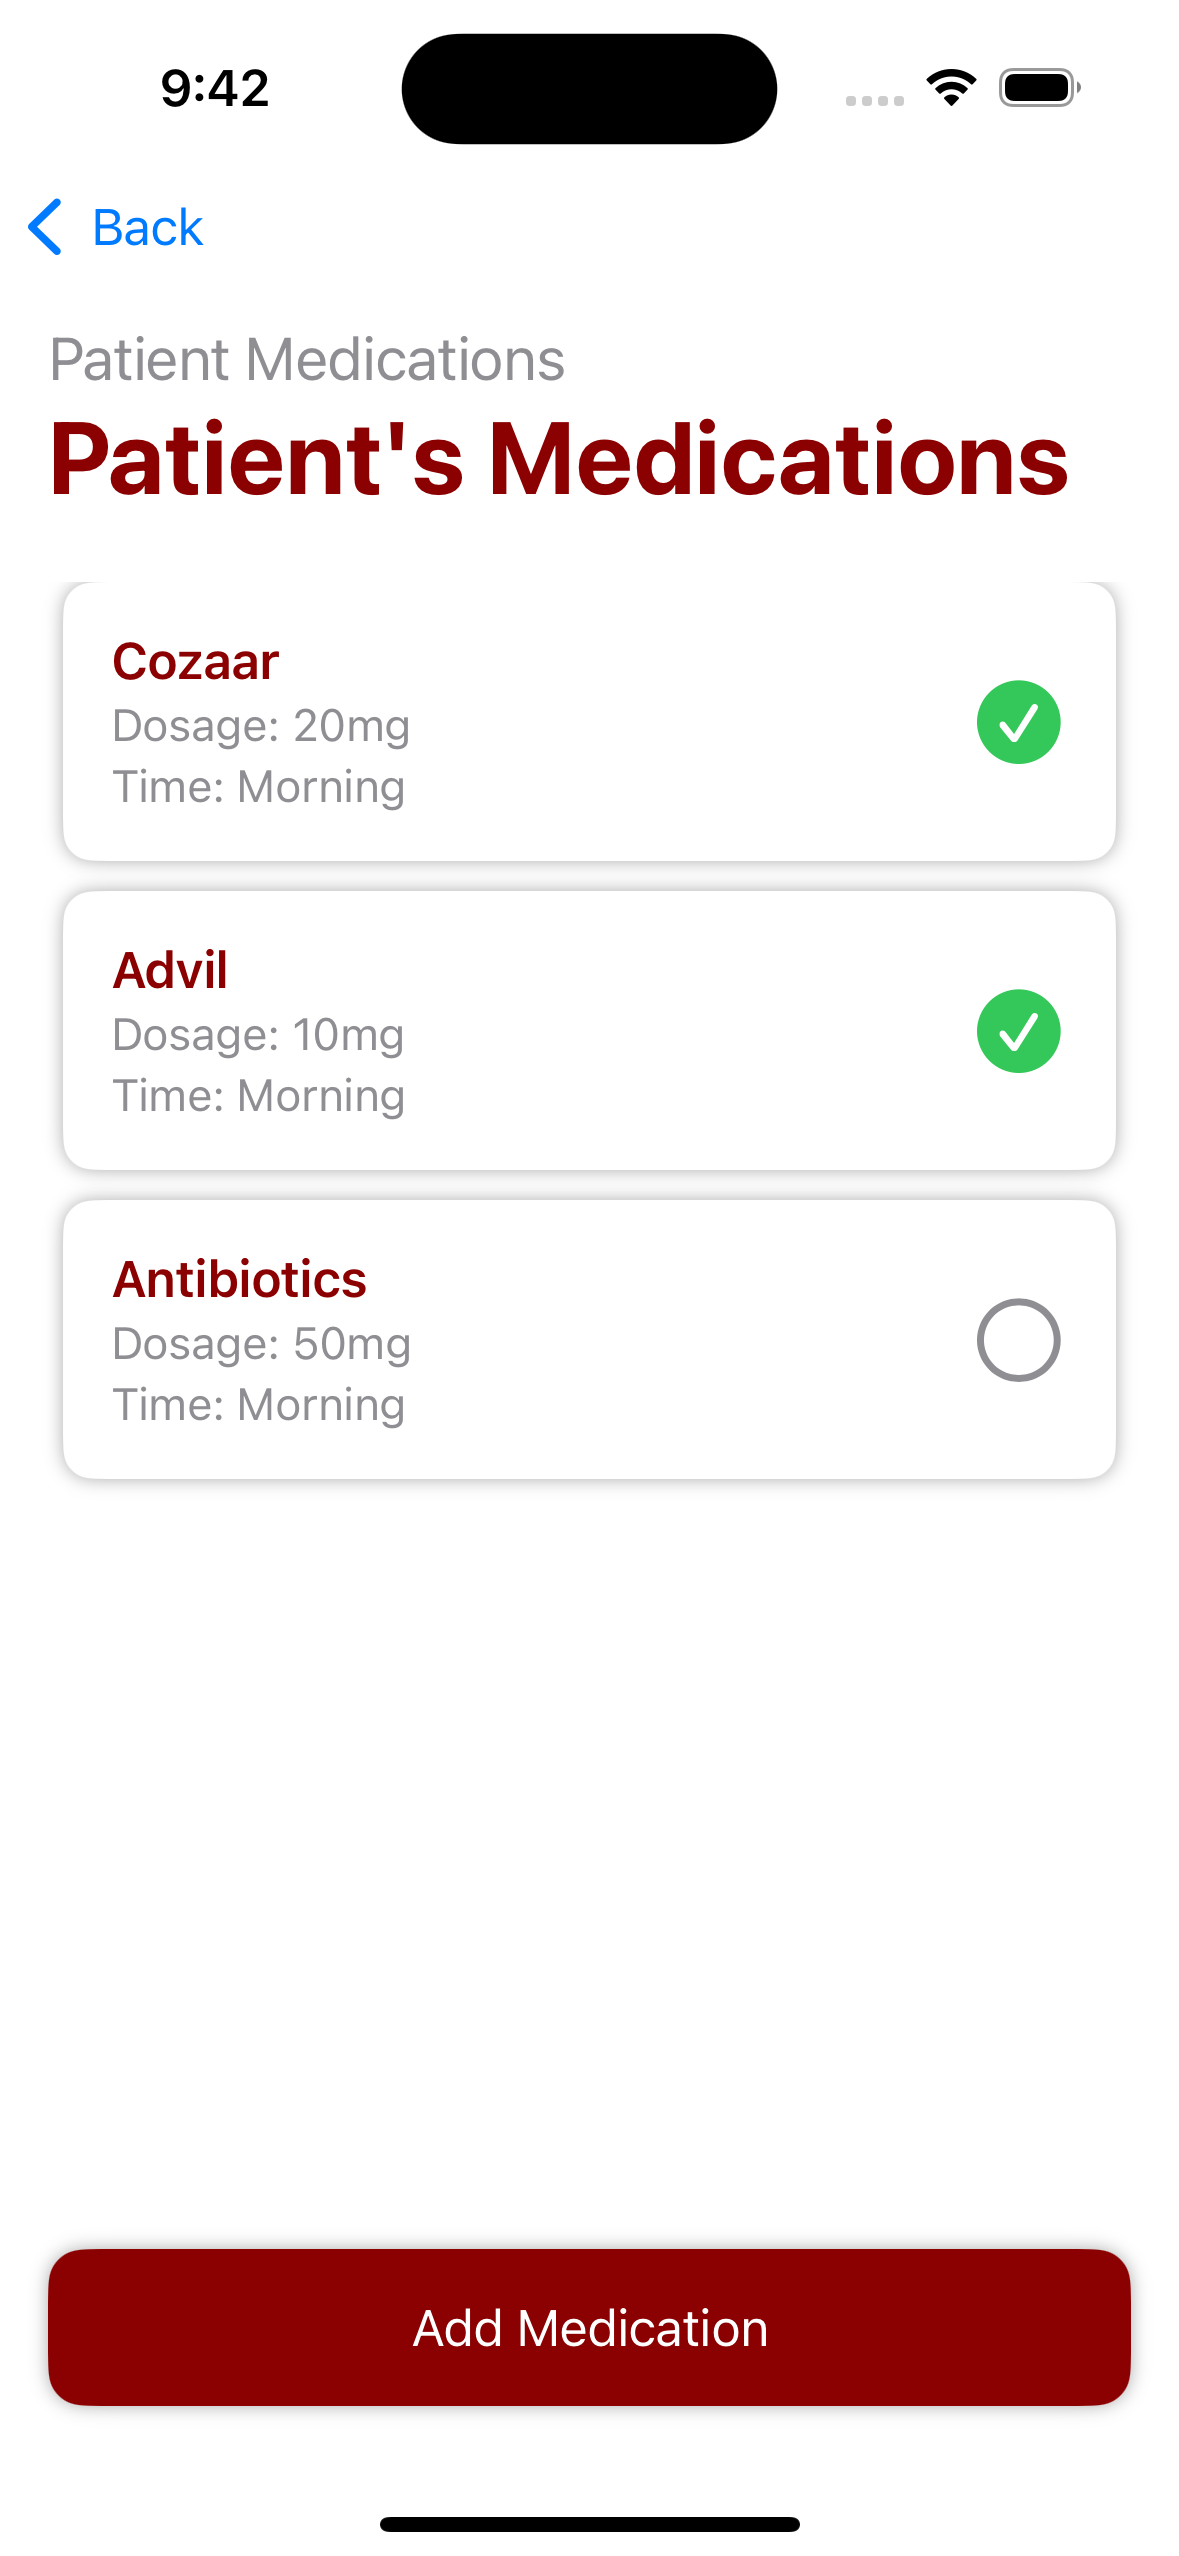 9:42
Back
Patient Medications
Patient's Medications
Cozaar
Dosage: 20mg
Time: Morning
Advil
Dosage: 10mg
Time: Morning
Antibiotics
Dosage: 50mg
Time: Morning
Add Medication